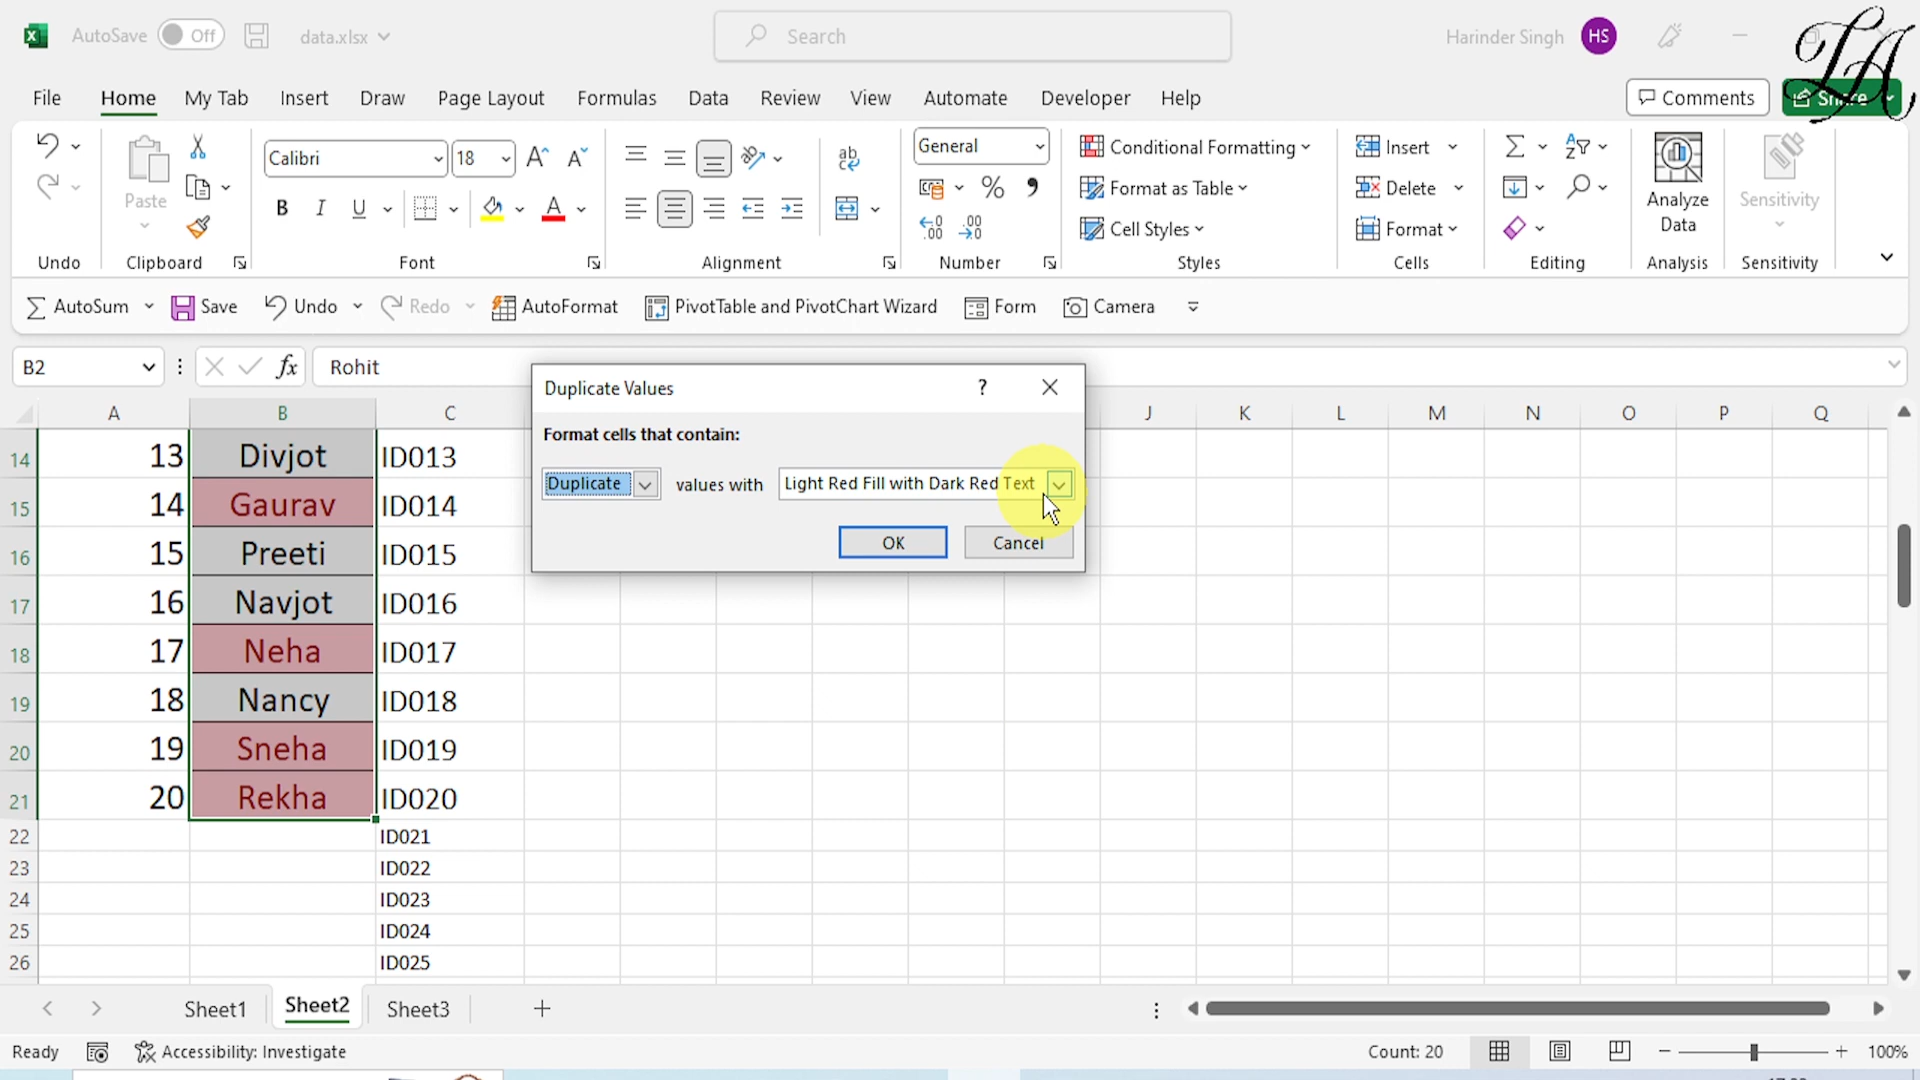 AutoSave Off data.xlsx Search Harinder Singh HS LA
File Home My Tab Insert Draw Page Layout Formulas Data Review View Automate Developer Help Comments Share
Calibri 18 General Conditional Formatting Insert
Paste Format as Table Delete Analyze Data Sensitivity
B I U A % Cell Styles Format
Undo Clipboard Font Alignment Number Styles Cells Editing Analysis Sensitivity
AutoSum Save Undo Redo AutoFormat PivotTable and PivotChart Wizard Form Camera
B2 fx Rohit
Duplicate Values ?
Format cells that contain:
Duplicate values with Light Red Fill with Dark Red Text
OK Cancel
A B C J K L M N O P Q
14 13 Divjot ID013
15 14 Gaurav ID014
16 15 Preeti ID015
17 16 Navjot ID016
18 17 Neha ID017
19 18 Nancy ID018
20 19 Sneha ID019
21 20 Rekha ID020
22 ID021
23 ID022
24 ID023
25 ID024
26 ID025
Sheet1 Sheet2 Sheet3
Ready Accessibility: Investigate Count: 20 100%